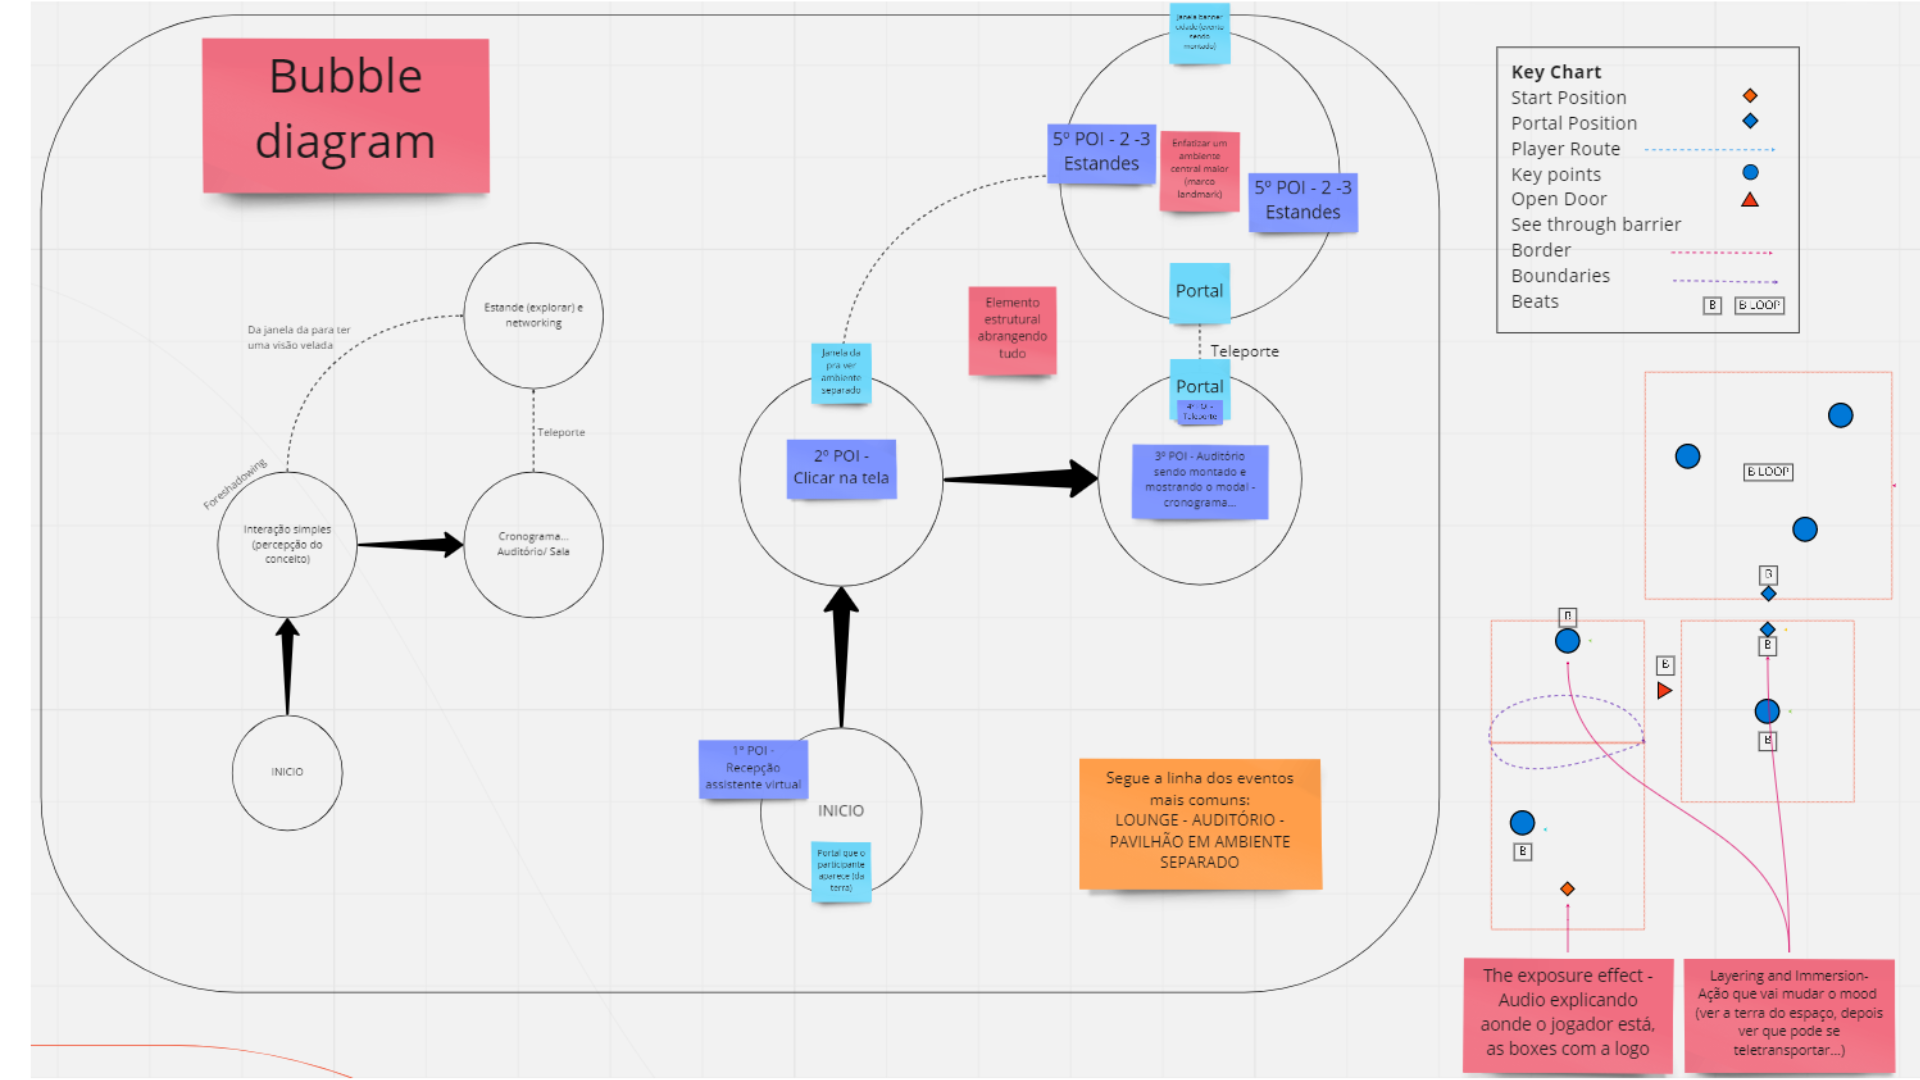 Bubble
diagram
Da janela da para ter
uma visão velada
Estande (explorar) e
networking
Teleporte
Foreshadowing
Interação simples
(percepção do
conceito)
Cronograma...
Auditório/ Sala
INICIO
Janela banner
cidade (evento
sendo
montado)
5º POI - 2 -3
Estandes
Enfatizar um
ambiente
central maior
(marco
landmark)
5º POI - 2 -3
Estandes
Portal
Teleporte
Portal
4º POI -
Teleporte
Elemento
estrutural
abrangendo
tudo
Janela da
pra ver
ambiente
separado
2º POI -
Clicar na tela
3º POI - Auditório
sendo montado e
mostrando o modal -
cronograma...
1º POI -
Recepção
assistente virtual
INICIO
Portal que o
participante
aparece (da
terra)
Segue a linha dos eventos
mais comuns:
LOUNGE - AUDITÓRIO -
PAVILHÃO EM AMBIENTE
SEPARADO
Key Chart
Start Position
Portal Position
Player Route
Key points
Open Door
See through barrier
Border
Boundaries
Beats
B
B LOOP
B LOOP
B
B
B
B
B
B
The exposure effect -
Audio explicando
aonde o jogador está,
as boxes com a logo
Layering and Immersion-
Ação que vai mudar o mood
(ver a terra do espaço, depois
ver que pode se
teletransportar...)